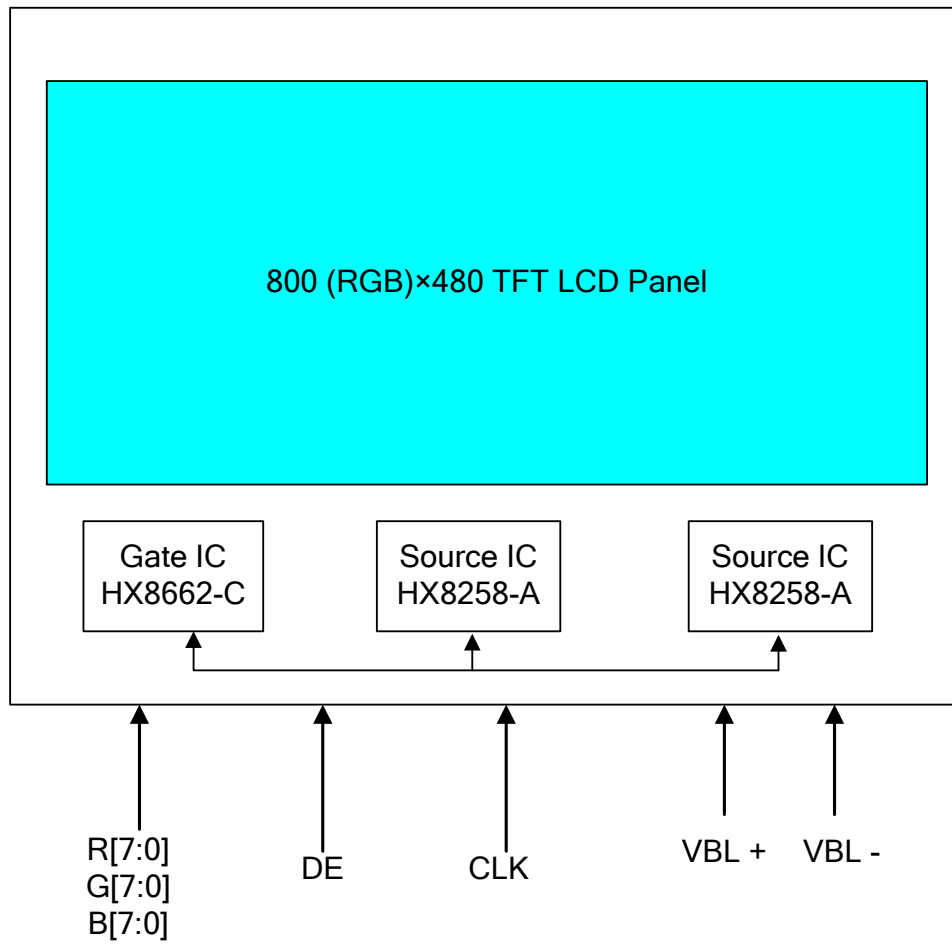 800 (RGB)×480 TFT LCD Panel
Gate IC
HX8662-C
Source IC
HX8258-A
Source IC
HX8258-A
R[7:0]
G[7:0]
B[7:0]
DE
CLK
VBL +
VBL -